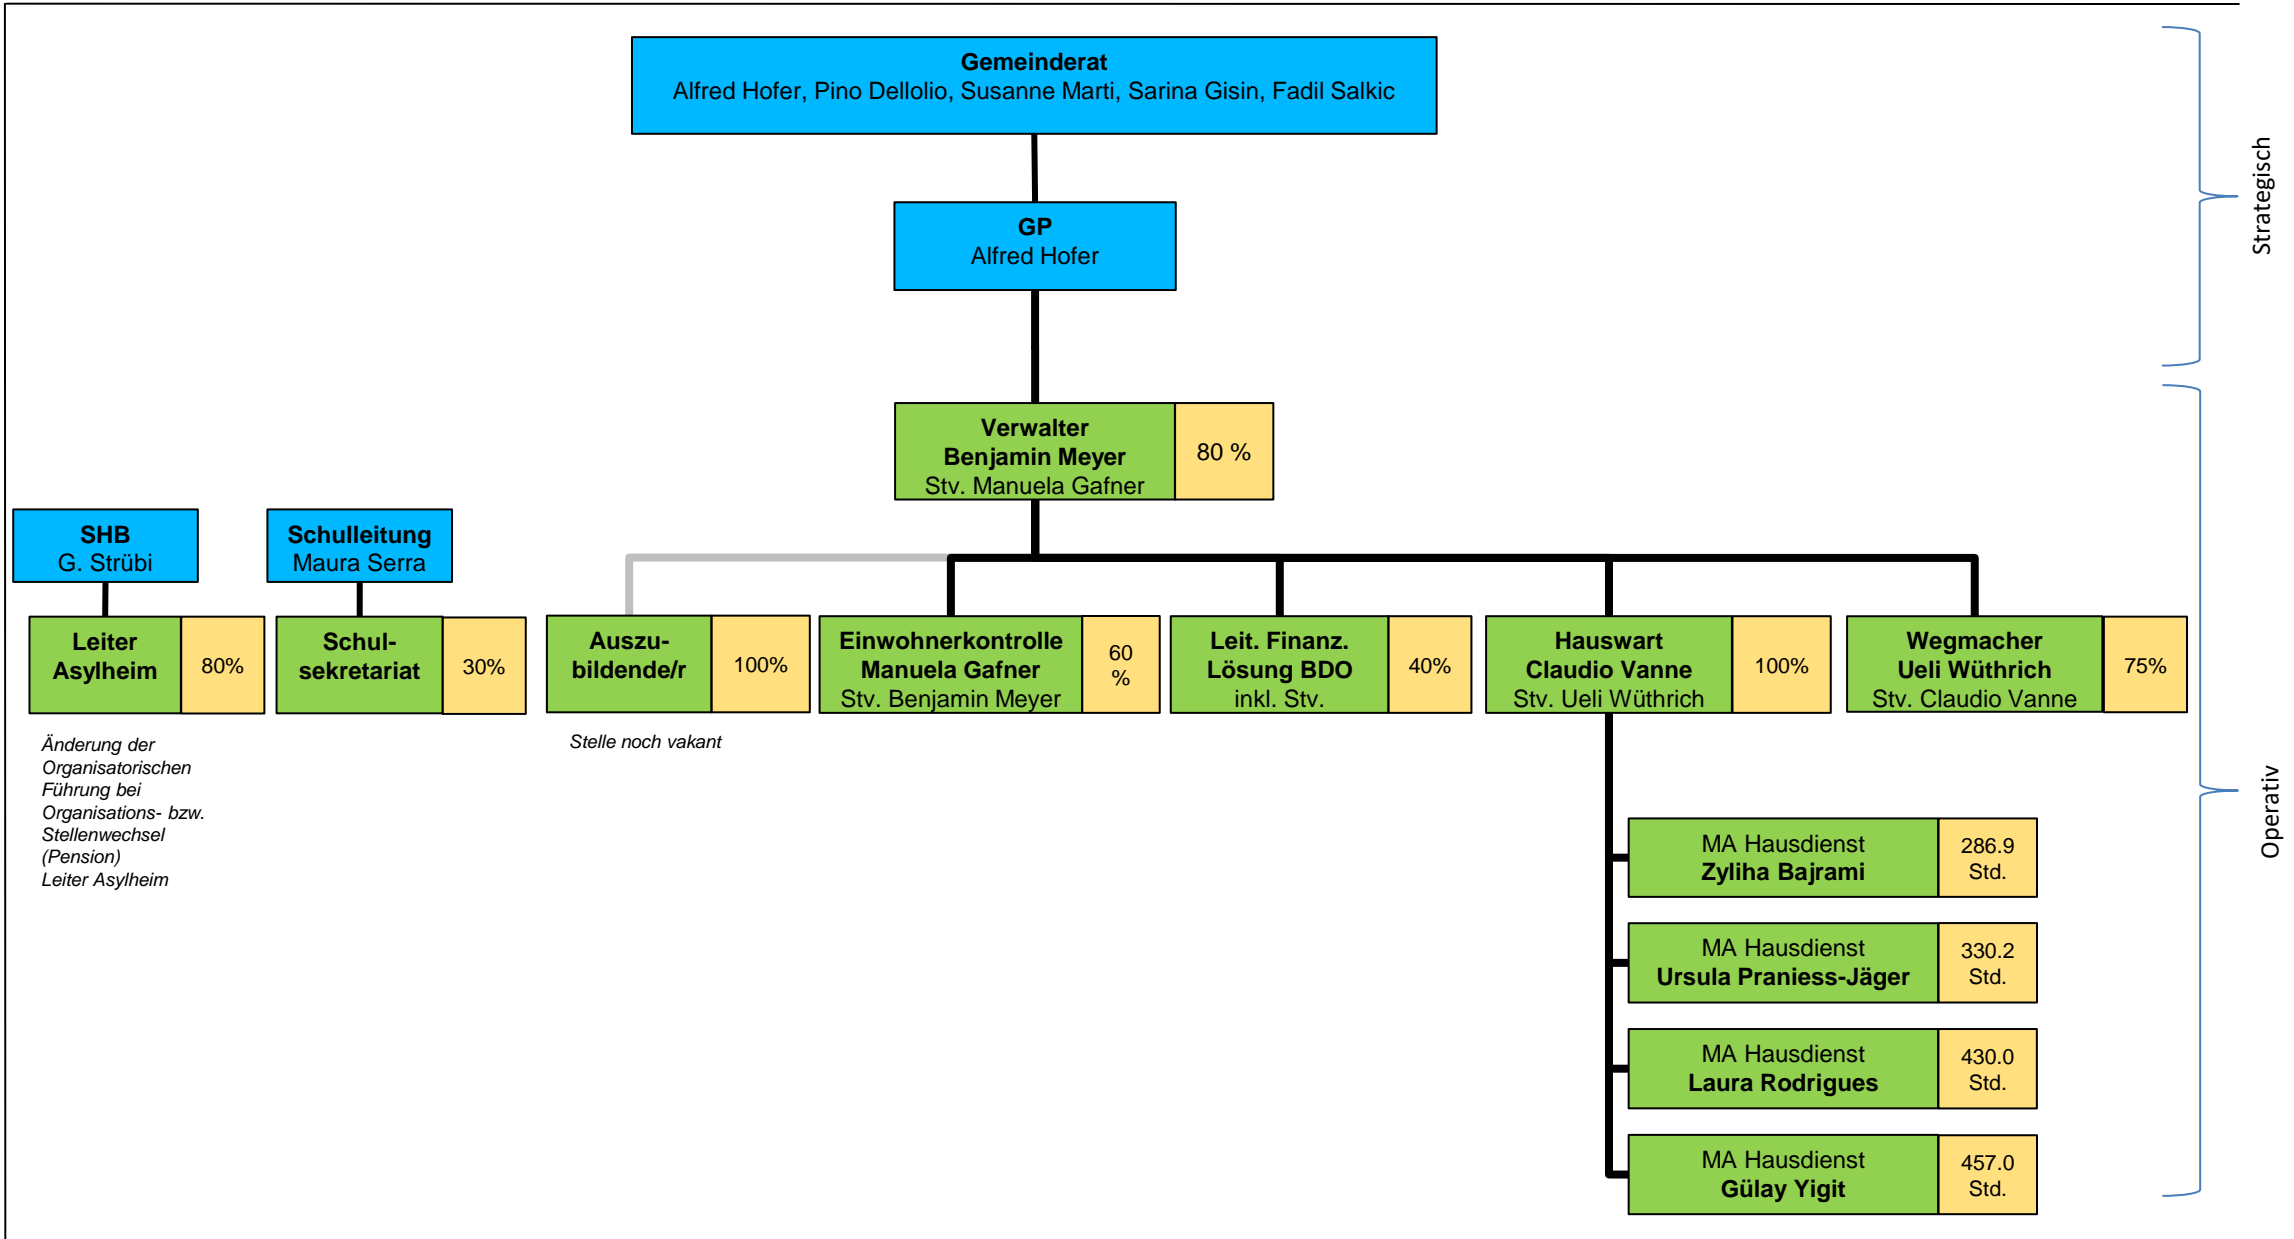 Gemeinderat
Alfred Hofer, Pino Dellolio, Susanne Marti, Sarina Gisin, Fadil Salkic
Strategisch
GP
Alfred Hofer
Verwalter
Benjamin Meyer
Stv. Manuela Gafner
80 %
SHB
G. Strübi
Schulleitung
Maura Serra
Leiter
Asylheim
80%
Schul-
sekretariat
30%
Auszu-
bildende/r
100%
Einwohnerkontrolle
Manuela Gafner
Stv. Benjamin Meyer
60
%
Leit. Finanz.
Lösung BDO
inkl. Stv.
40%
Hauswart
Claudio Vanne
Stv. Ueli Wüthrich
100%
Wegmacher
Ueli Wüthrich
Stv. Claudio Vanne
75%
Änderung der
Organisatorischen
Führung bei
Organisations- bzw.
Stellenwechsel
(Pension)
Leiter Asylheim
Stelle noch vakant
Operativ
MA Hausdienst
Zyliha Bajrami
286.9
Std.
MA Hausdienst
Ursula Praniess-Jäger
330.2
Std.
MA Hausdienst
Laura Rodrigues
430.0
Std.
MA Hausdienst
Gülay Yigit
457.0
Std.